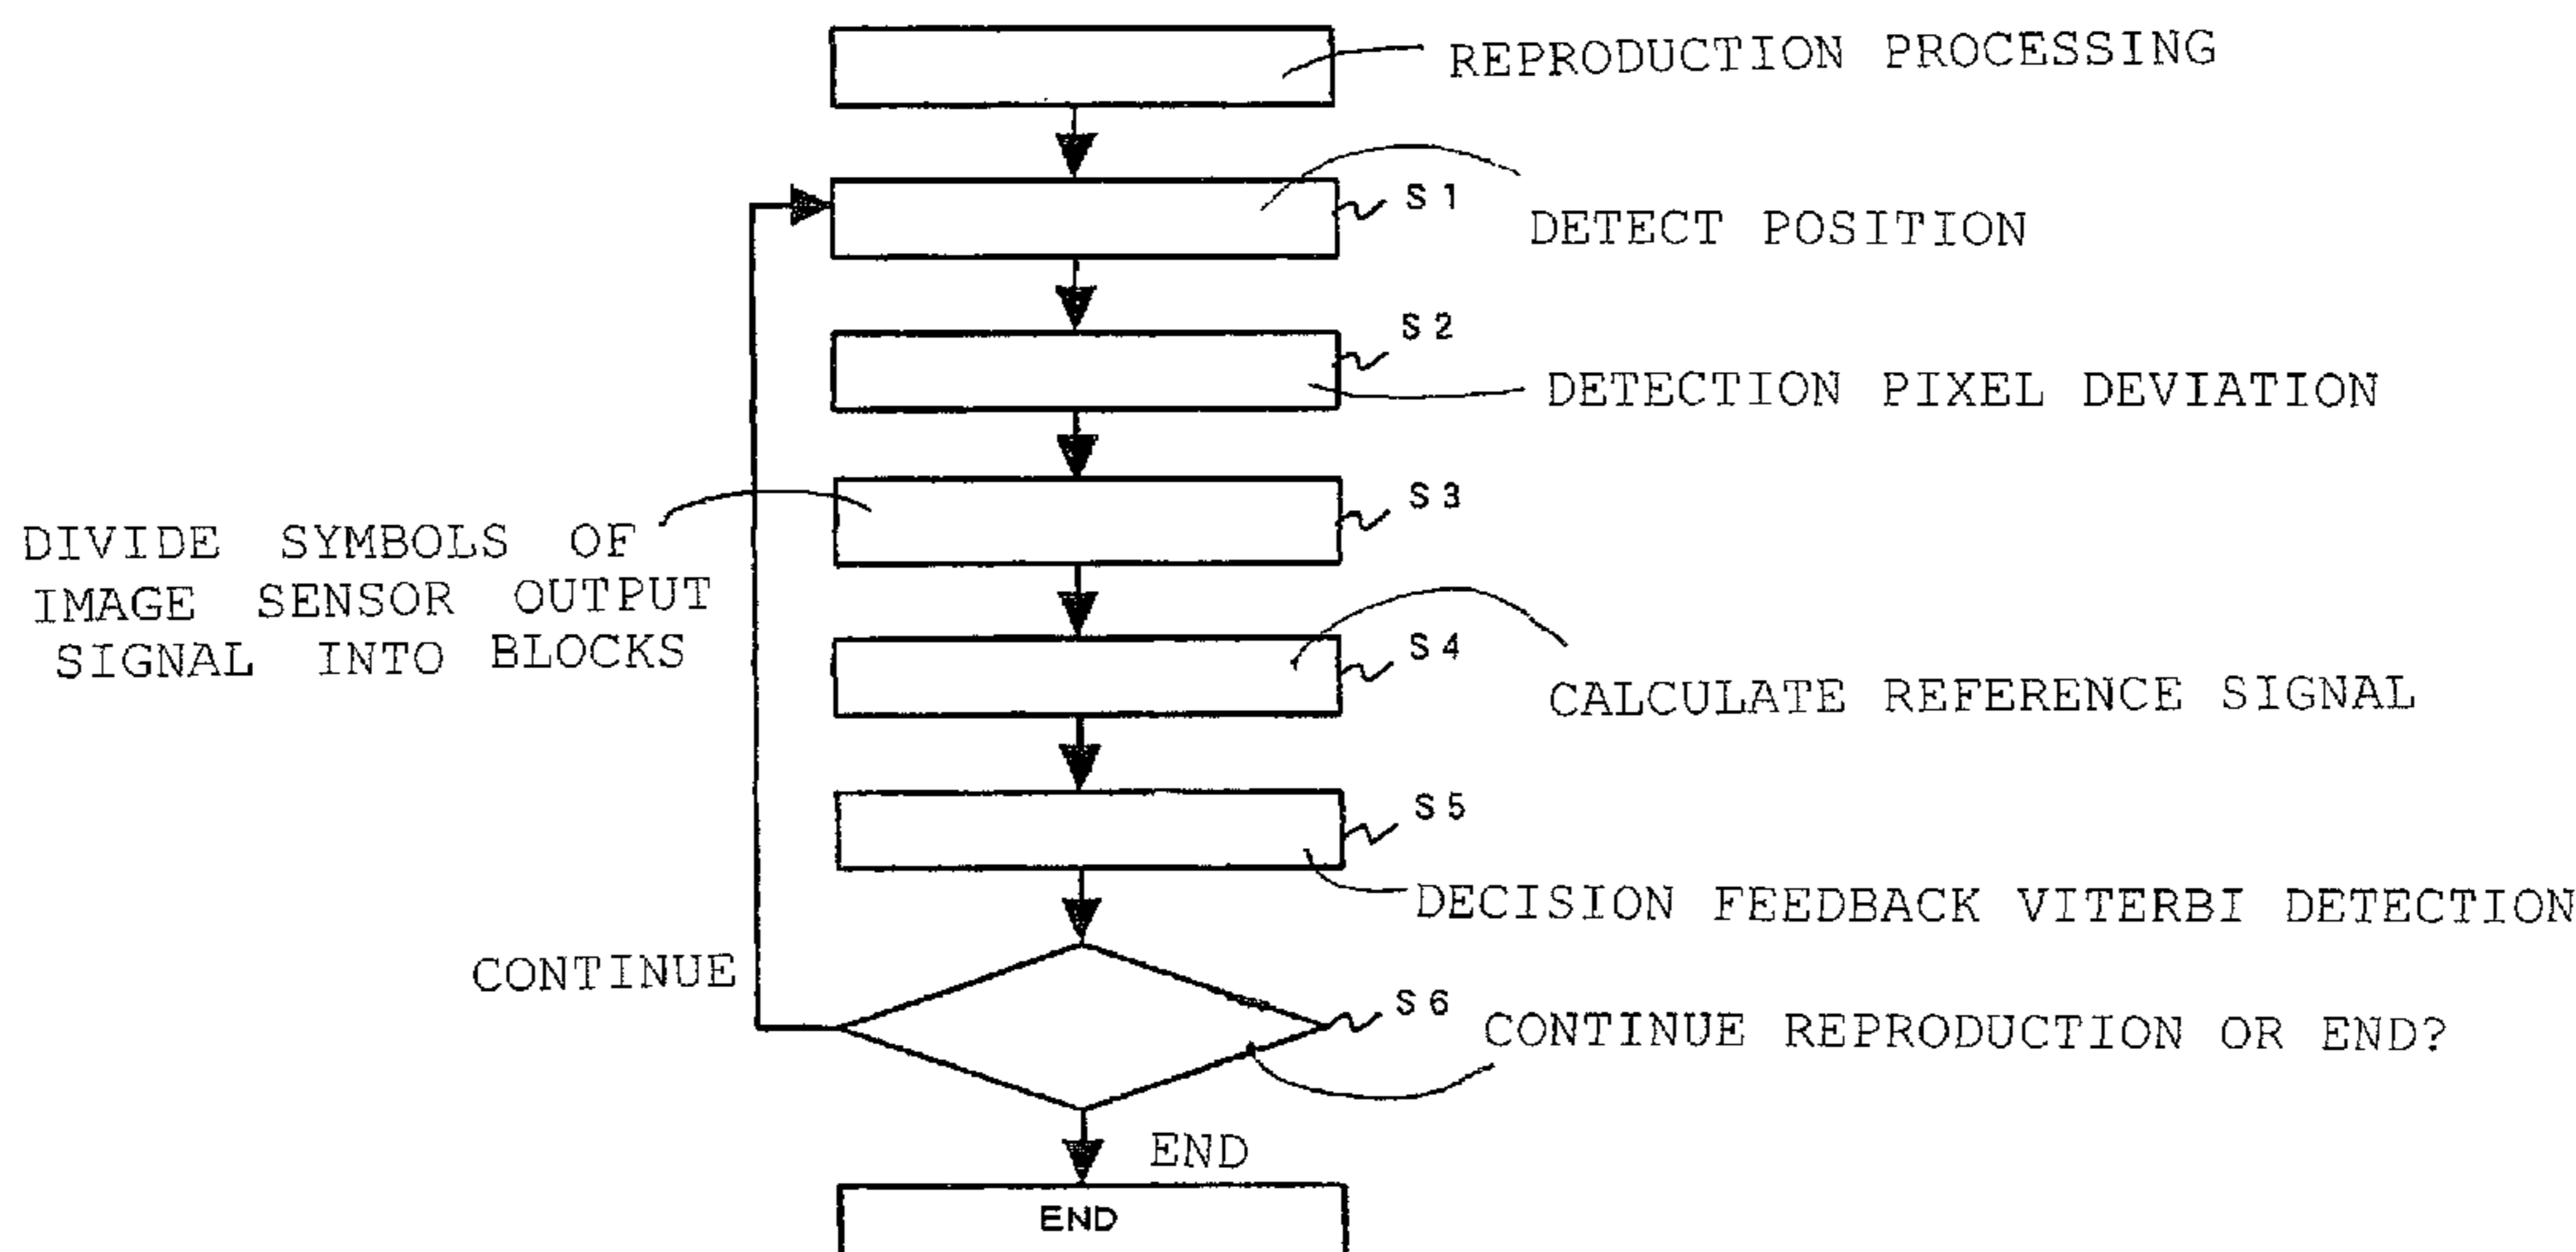 REPRODUCTION PROCESSING
S1
DETECT POSITION
S2
DETECTION PIXEL DEVIATION
S3
DIVIDE SYMBOLS OF
IMAGE SENSOR OUTPUT
SIGNAL INTO BLOCKS
S4
CALCULATE REFERENCE SIGNAL
S5
DECISION FEEDBACK VITERBI DETECTION
CONTINUE
S6
CONTINUE REPRODUCTION OR END?
END
END